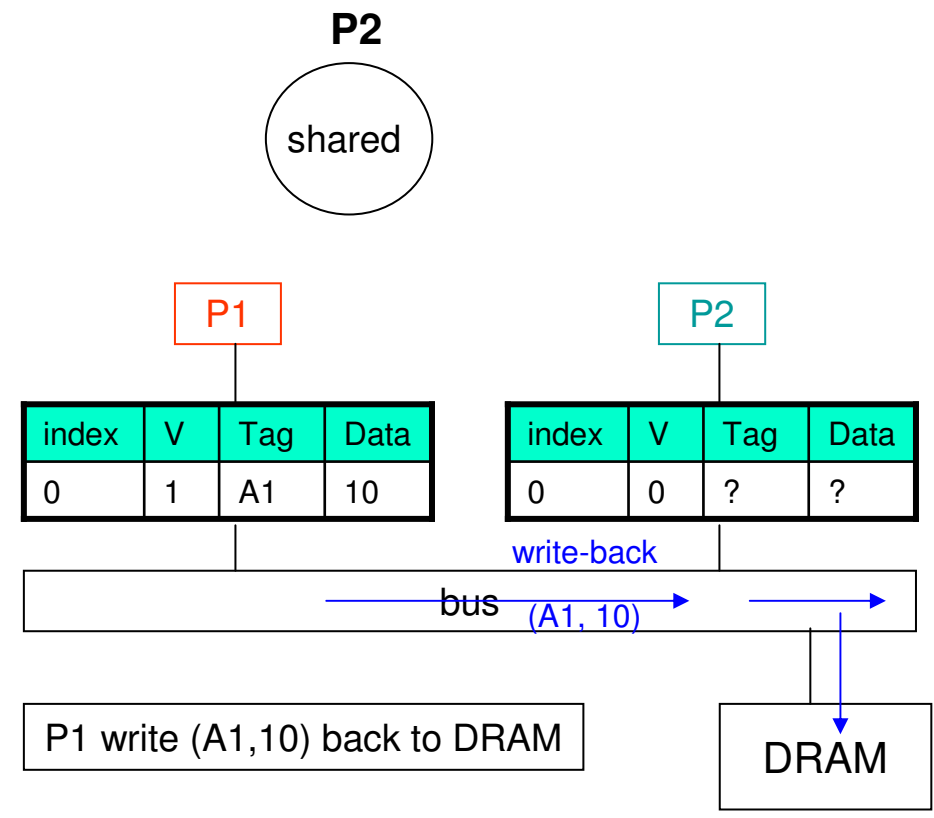 P2
shared
P1
P2
index V Tag Data
0 1 A1 10
index V Tag Data
0 0 ? ?
write-back
bus
(A1, 10)
P1 write (A1,10) back to DRAM
DRAM